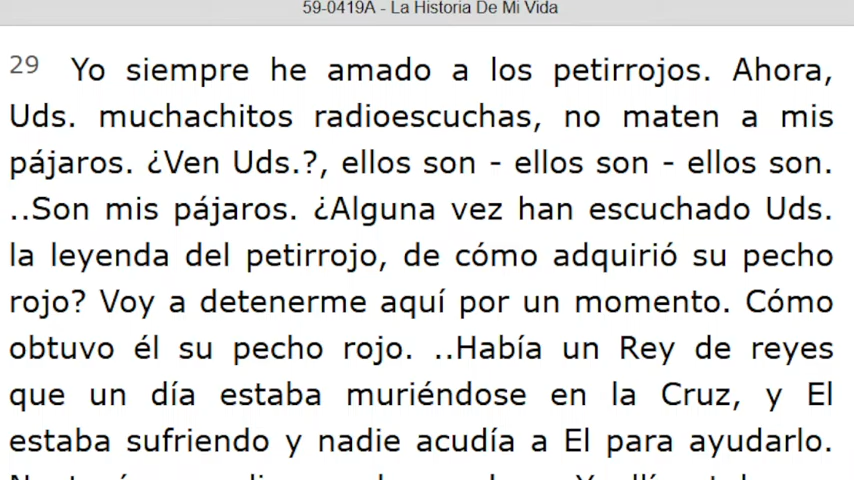 59-0419A - La Historia De Mi Vida
29 Yo siempre he amado a los petirrojos. Ahora,
Uds. muchachitos radioescuchas, no maten a mis
pájaros. ¿Ven Uds.?, ellos son - ellos son - ellos son.
..Son mis pájaros. ¿Alguna vez han escuchado Uds.
la leyenda del petirrojo, de cómo adquirió su pecho
rojo? Voy a detenerme aquí por un momento. Cómo
obtuvo él su pecho rojo. ..Había un Rey de reyes
que un día estaba muriéndose en la Cruz, y El
estaba sufriendo y nadie acudía a El para ayudarlo.